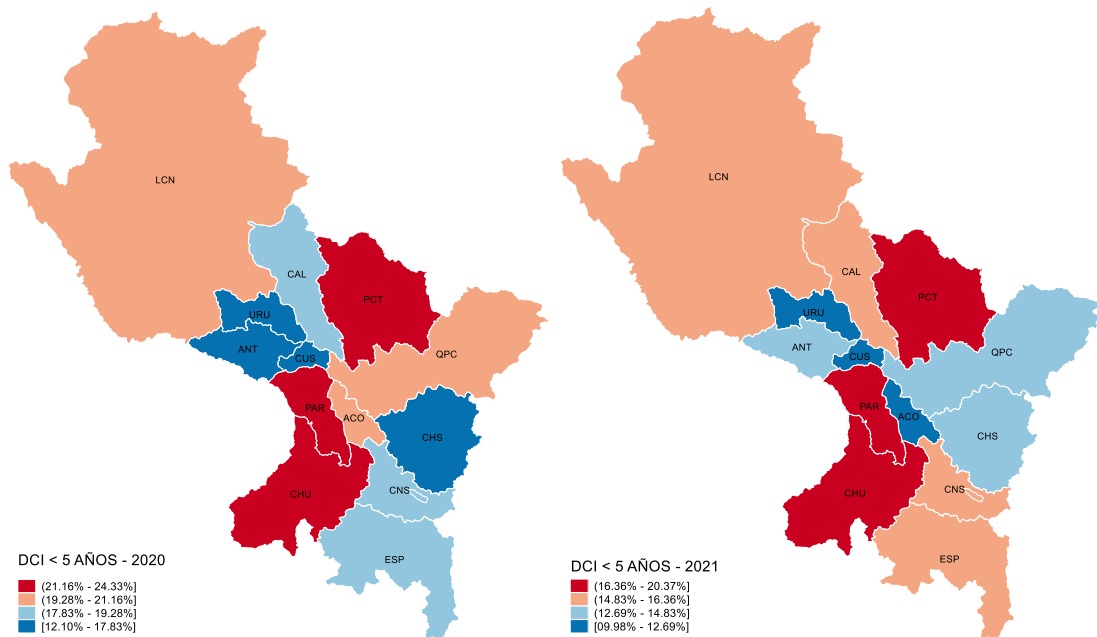 LCN
CAL
PCT
URU
ANT
CUS
QPC
PAR
ACO
CHS
CHU
CNS
ESP
DCI < 5 AÑOS - 2020
(21.16% - 24.33%]
(19.28% - 21.16%]
(17.83% - 19.28%]
[12.10% - 17.83%]
LCN
CAL
PCT
URU
ANT
CUS
QPC
PAR
ACO
CHS
CHU
CNS
ESP
DCI < 5 AÑOS - 2021
(16.36% - 20.37%]
(14.83% - 16.36%]
(12.69% - 14.83%]
[09.98% - 12.69%]